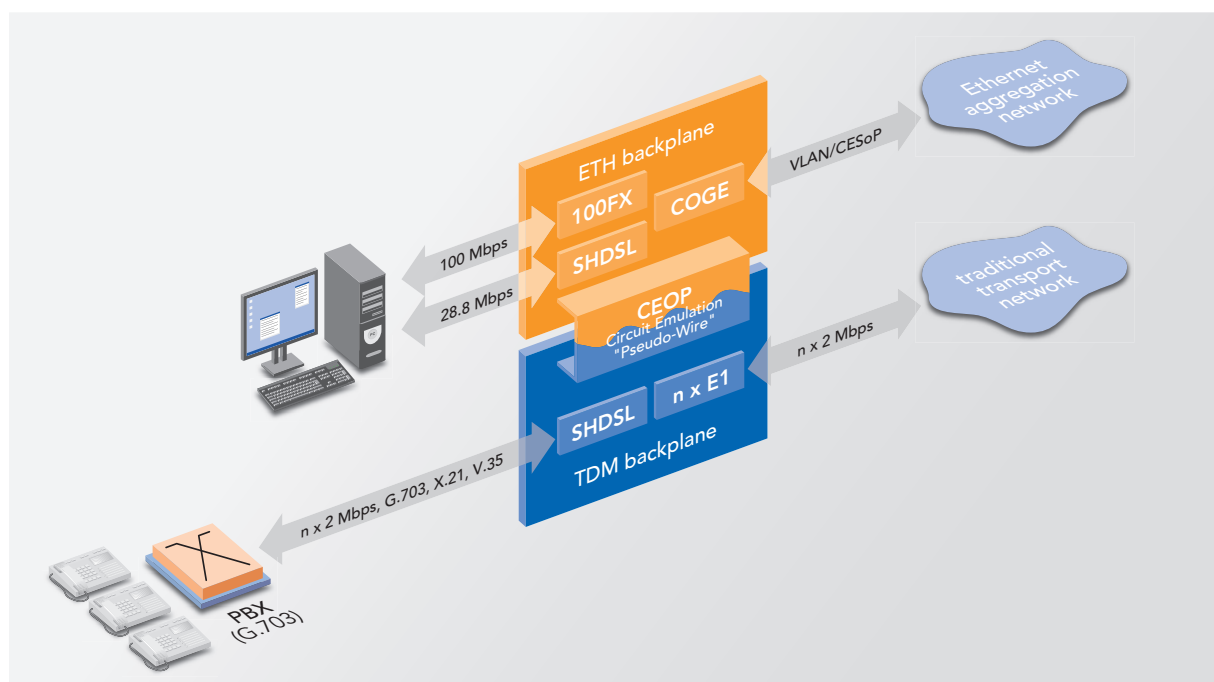 Ethernet
aggregation
network
VLAN/CESoP
ETH backplane
100FX
COGE
SHDSL
100 Mbps
28.8 Mbps
CEOP
Circuit Emulation
"Pseudo-Wire"
traditional
transport
network
n x 2 Mbps
n x E1
SHDSL
TDM backplane
n x 2 Mbps, G.703, X.21, V.35
PBX
(G.703)